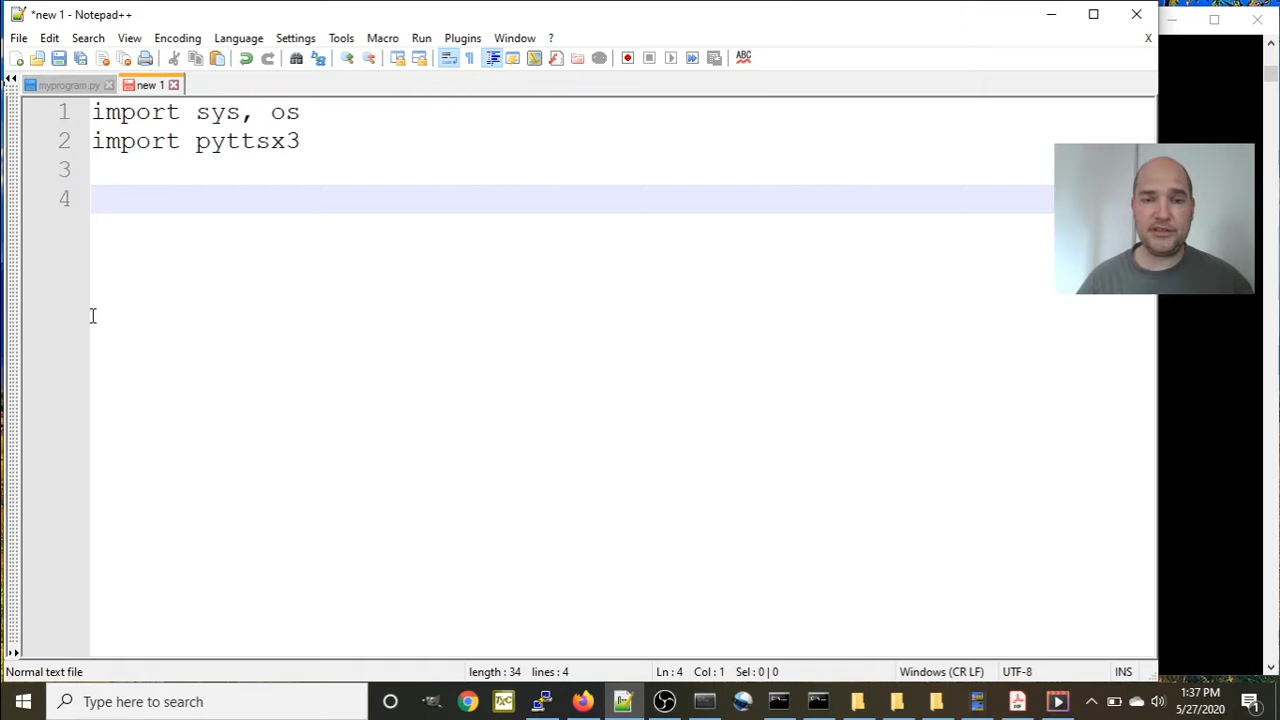 *new 1 - Notepad++
File Edit Search View Encoding Language Settings Tools Macro Run Plugins Window ?
X
ABC
myprogram.py
new 1
1 import sys, os
2 import pyttsx3
3
4
Normal text file
length : 34 lines : 4
Ln : 4 Col : 1 Sel : 0 | 0
Windows (CR LF)
UTF-8
INS
Type here to search
1:37 PM
5/27/2020